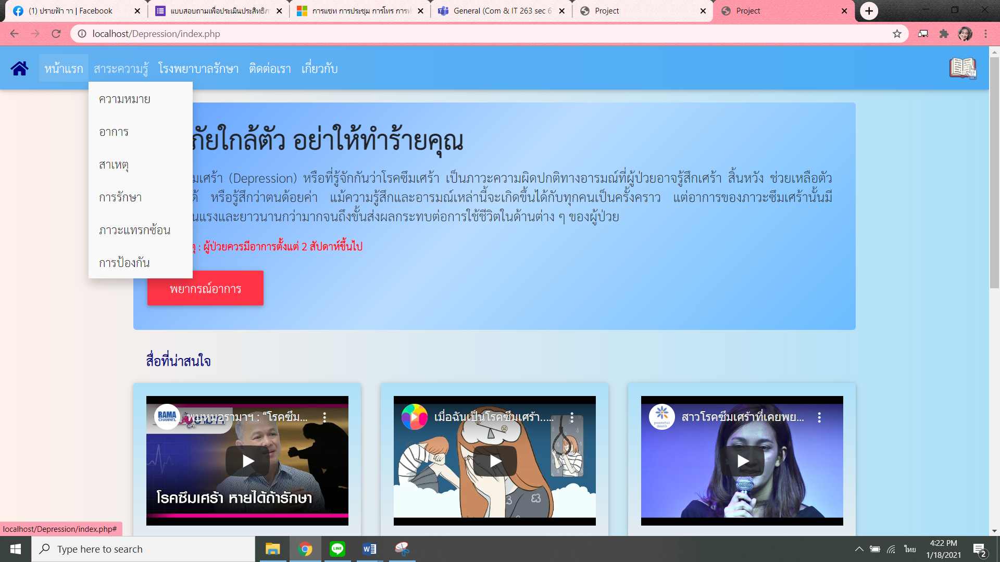 (1) ปรายฟ้า าา | Facebook
แบบสอบถามเพื่อประเมินประสิทธิภ
การแชท การประชุม การโทร การทํ
General (Com & IT 263 sec 6
Project
Project
localhost/Depression/index.php
หน้าแรก
สาระความรู้
โรงพยาบาลรักษา
ติดต่อเรา
เกี่ยวกับ
ความหมาย
อาการ
สาเหตุ
การรักษา
ภาวะแทรกซ้อน
การป้องกัน
ภัยใกล้ตัว อย่าให้ทำร้ายคุณ
มเศร้า (Depression) หรือที่รู้จักกันว่าโรคซึมเศร้า เป็นภาวะความผิดปกติทางอารมณ์ที่ผู้ป่วยอาจรู้สึกเศร้า สิ้นหวัง ช่วยเหลือตัว
ด้ หรือรู้สึกว่าตนด้อยค่า แม้ความรู้สึกและอารมณ์เหล่านี้จะเกิดขึ้นได้กับทุกคนเป็นครั้งคราว แต่อาการของภาวะซึมเศร้านั้นมี
นแรงและยาวนานกว่ามากจนถึงขั้นส่งผลกระทบต่อการใช้ชีวิตในด้านต่าง ๆ ของผู้ป่วย
ตุ : ผู้ป่วยควรมีอาการตั้งแต่ 2 สัปดาห์ขึ้นไป
พยากรณ์อาการ
สื่อที่น่าสนใจ
RAMA CHANNEL
พบหมอรามาฯ : “โรคซึม...
โรคซึมเศร้า หายได้ถ้ารักษา
เมื่อฉันเป็นโรคซึมเศร้า.....
peaceful death
สาวโรคซึมเศร้าที่เคยพย...
localhost/Depression/index.php#
Type here to search
LINE
ไทย
4:22 PM
1/18/2021
2